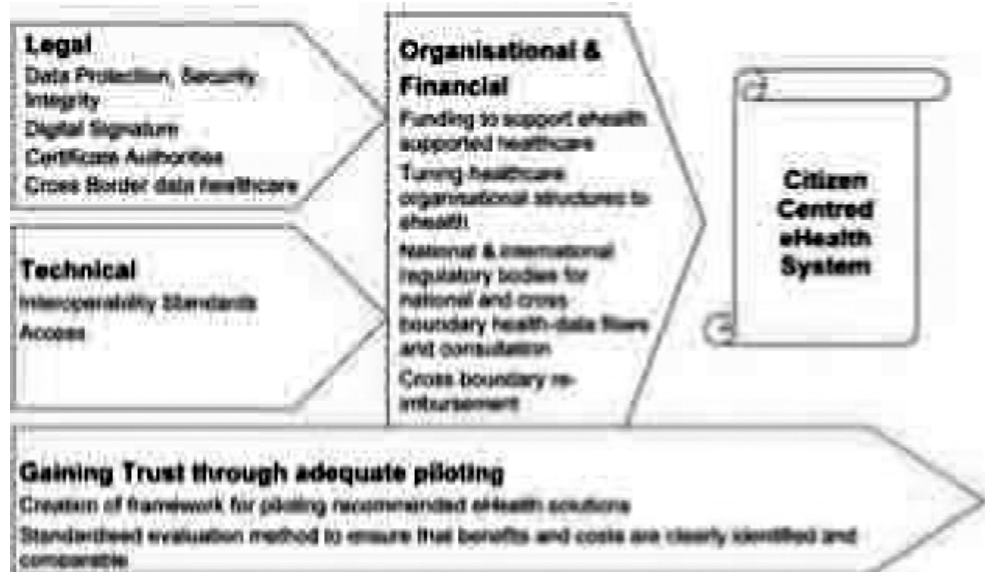 Legal
Data Protection, Security
Integrity
Digital Signature
Certificate Authorities
Cross Border data healthcare
Technical
Interoperability Standards
Access
Organisational &
Financial
Funding to support ehealth
supported healthcare
Tuning healthcare
organisational structures to
ehealth
National & international
regulatory bodies for
national and cross
boundary health-data
and consultation
Cross boundary re-
imbursement
Citizen
Centred
eHealth
System
Gaining Trust through adequate piloting
Creation of framework for piloting recommended eHealth solutions
Standardised evaluation method to ensure that benefits and costs are clearly identified and
comparable